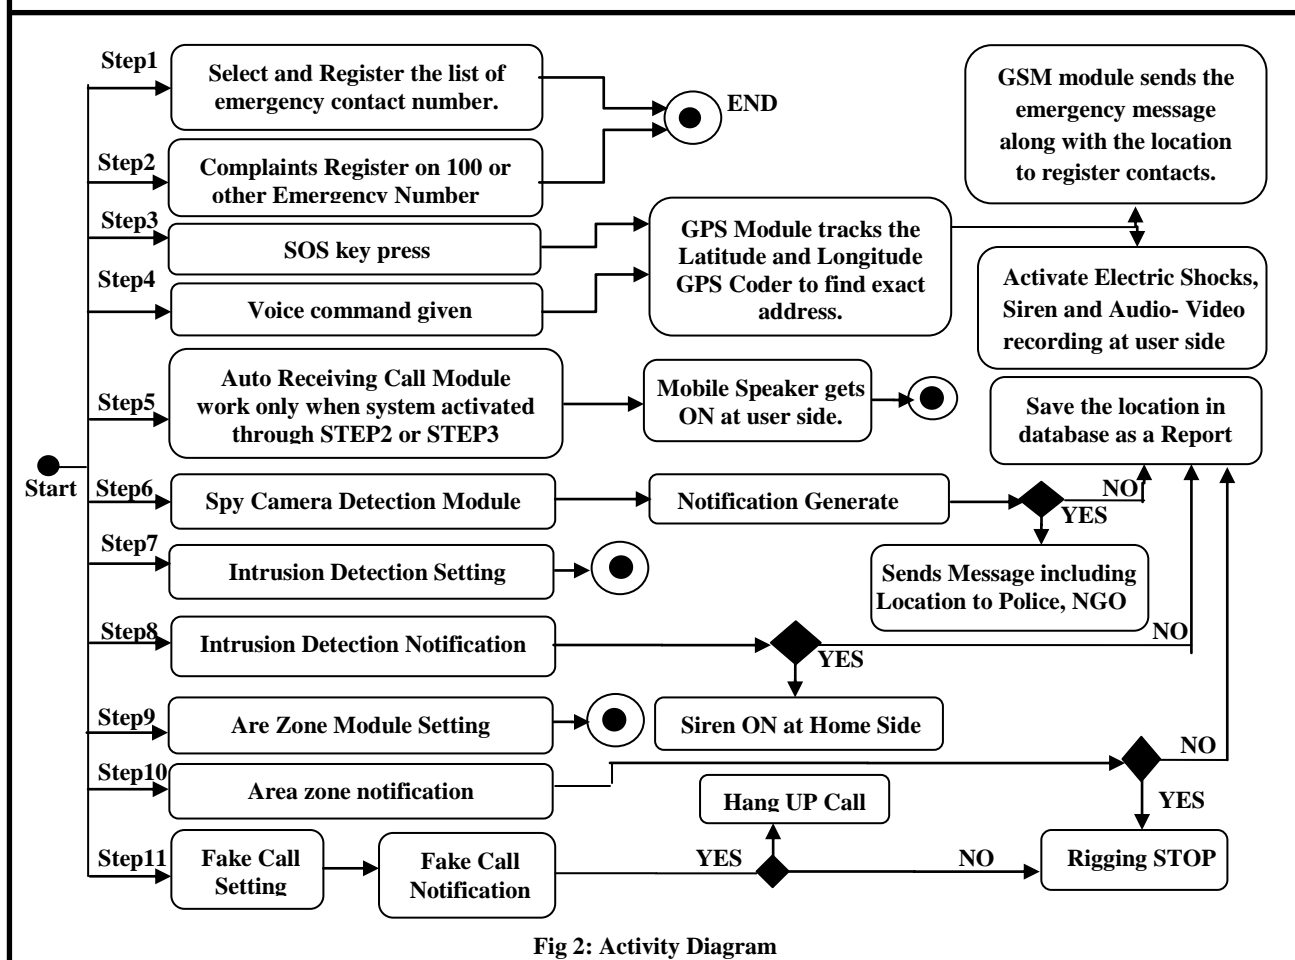 Step1
Select and Register the list of
emergency contact number.
END
GSM module sends the
emergency message
along with the location
to register contacts.
Step2
Complaints Register on 100 or
other Emergency Number
Step3
SOS key press
GPS Module tracks the
Latitude and Longitude
GPS Coder to find exact
address.
Step4
Voice command given
Activate Electric Shocks,
Siren and Audio- Video
recording at user side
Step5
Auto Receiving Call Module
work only when system activated
through STEP2 or STEP3
Mobile Speaker gets
ON at user side.
Save the location in
database as a Report
Start
Step6
Spy Camera Detection Module
Notification Generate
NO
YES
Sends Message including
Location to Police, NGO
Step7
Intrusion Detection Setting
Step8
Intrusion Detection Notification
YES
NO
Siren ON at Home Side
Step9
Are Zone Module Setting
Step10
Area zone notification
NO
YES
Hang UP Call
Step11
Fake Call
Setting
Fake Call
Notification
YES
NO
Rigging STOP
Fig 2: Activity Diagram